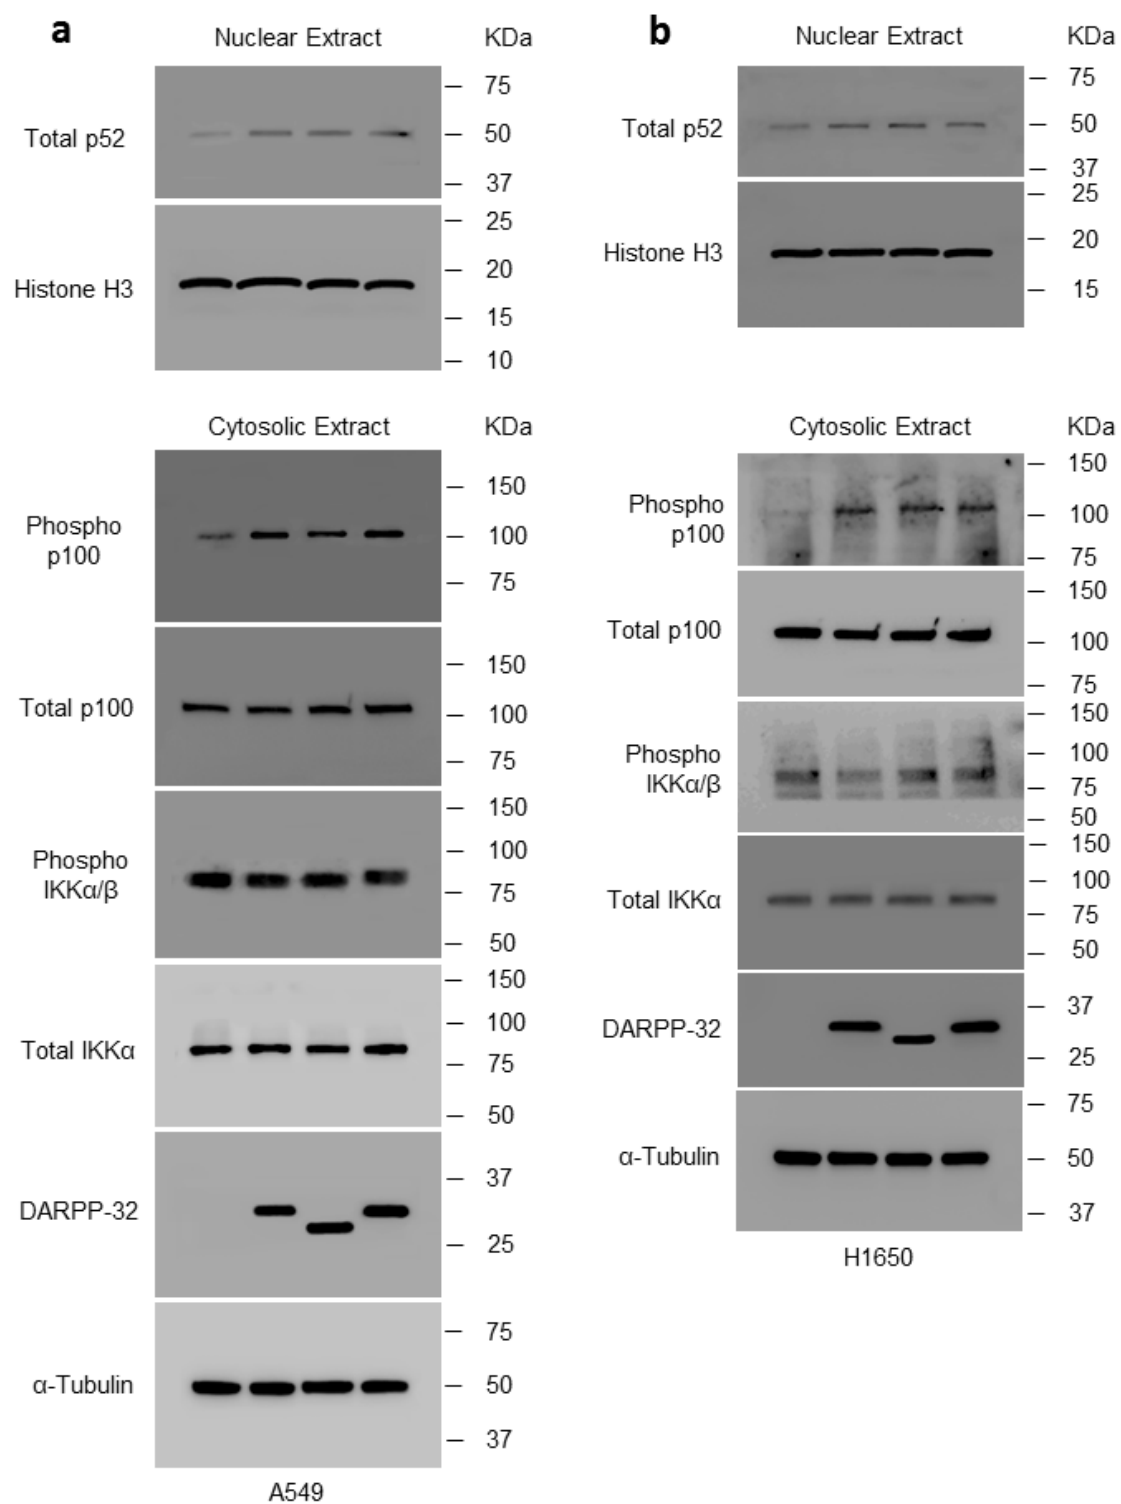 a
Nuclear Extract
KDa
Total p52
75
50
37
Histone H3
25
20
15
10
Cytosolic Extract
KDa
Phospho
p100
150
100
75
Total p100
150
100
75
Phospho
IKKα/β
150
100
75
50
Total IKKα
150
100
75
50
DARPP-32
37
25
α-Tubulin
75
50
37
A549
b
Nuclear Extract
KDa
Total p52
75
50
37
Histone H3
25
20
15
Cytosolic Extract
KDa
Phospho
p100
150
100
75
Total p100
150
100
75
Phospho
IKKα/β
150
100
75
50
Total IKKα
150
100
75
50
DARPP-32
37
25
α-Tubulin
75
50
37
H1650